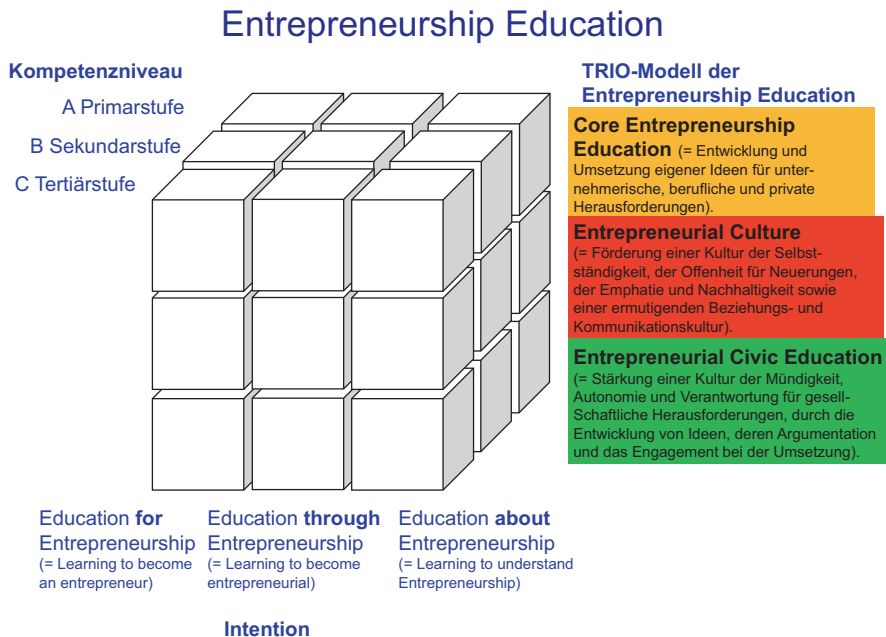 Entrepreneurship Education
Kompetenzniveau
A Primarstufe
B Sekundarstufe
C Tertiärstufe
TRIO-Modell der
Entrepreneurship Education
Core Entrepreneurship
Education (= Entwicklung und
Umsetzung eigener Ideen für unter-
nehmerische, berufliche und private
Herausforderungen).
Entrepreneurial Culture
(= Förderung einer Kultur der Selbst-
ständigkeit, der Offenheit für Neuerungen,
der Emphatie und Nachhaltigkeit sowie
einer ermutigenden Beziehungs- und
Kommunikationskultur).
Entrepreneurial Civic Education
(= Stärkung einer Kultur der Mündigkeit,
Autonomie und Verantwortung für gesell-
Schaftliche Herausforderungen, durch die
Entwicklung von Ideen, deren Argumentation
und das Engagement bei der Umsetzung).
Education for
Entrepreneurship
(= Learning to become
an entrepreneur)
Education through
Entrepreneurship
(= Learning to become
entrepreneurial)
Education about
Entrepreneurship
(= Learning to understand
Entrepreneurship)
Intention